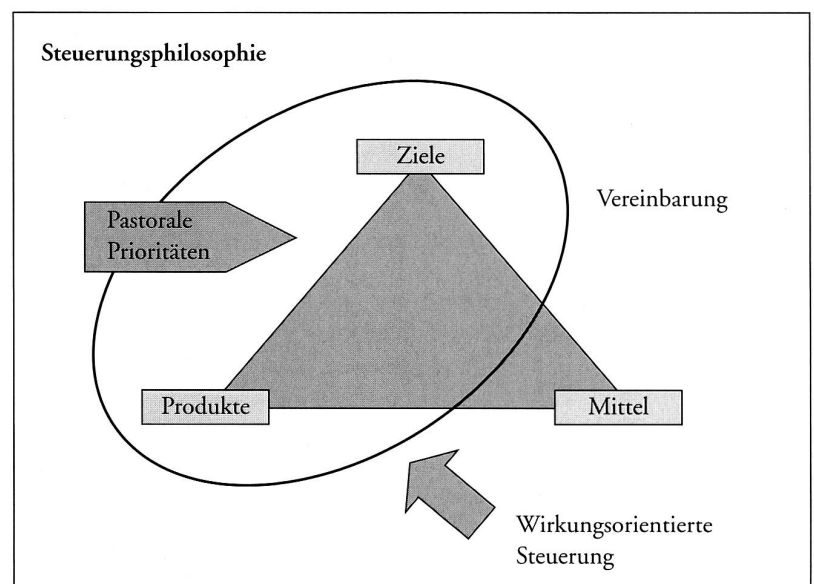 Steuerungsphilosophie
Ziele
Vereinbarung
Pastorale
Prioritäten
Produkte
Mittel
Wirkungsorientierte
Steuerung